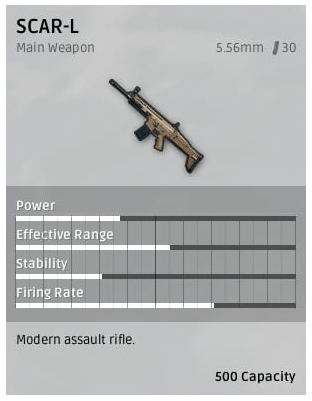 SCAR-L
Main Weapon 5.56mm 30
Power
Effective Range
Stability
Firing Rate
Modern assault rifle.
500 Capacity